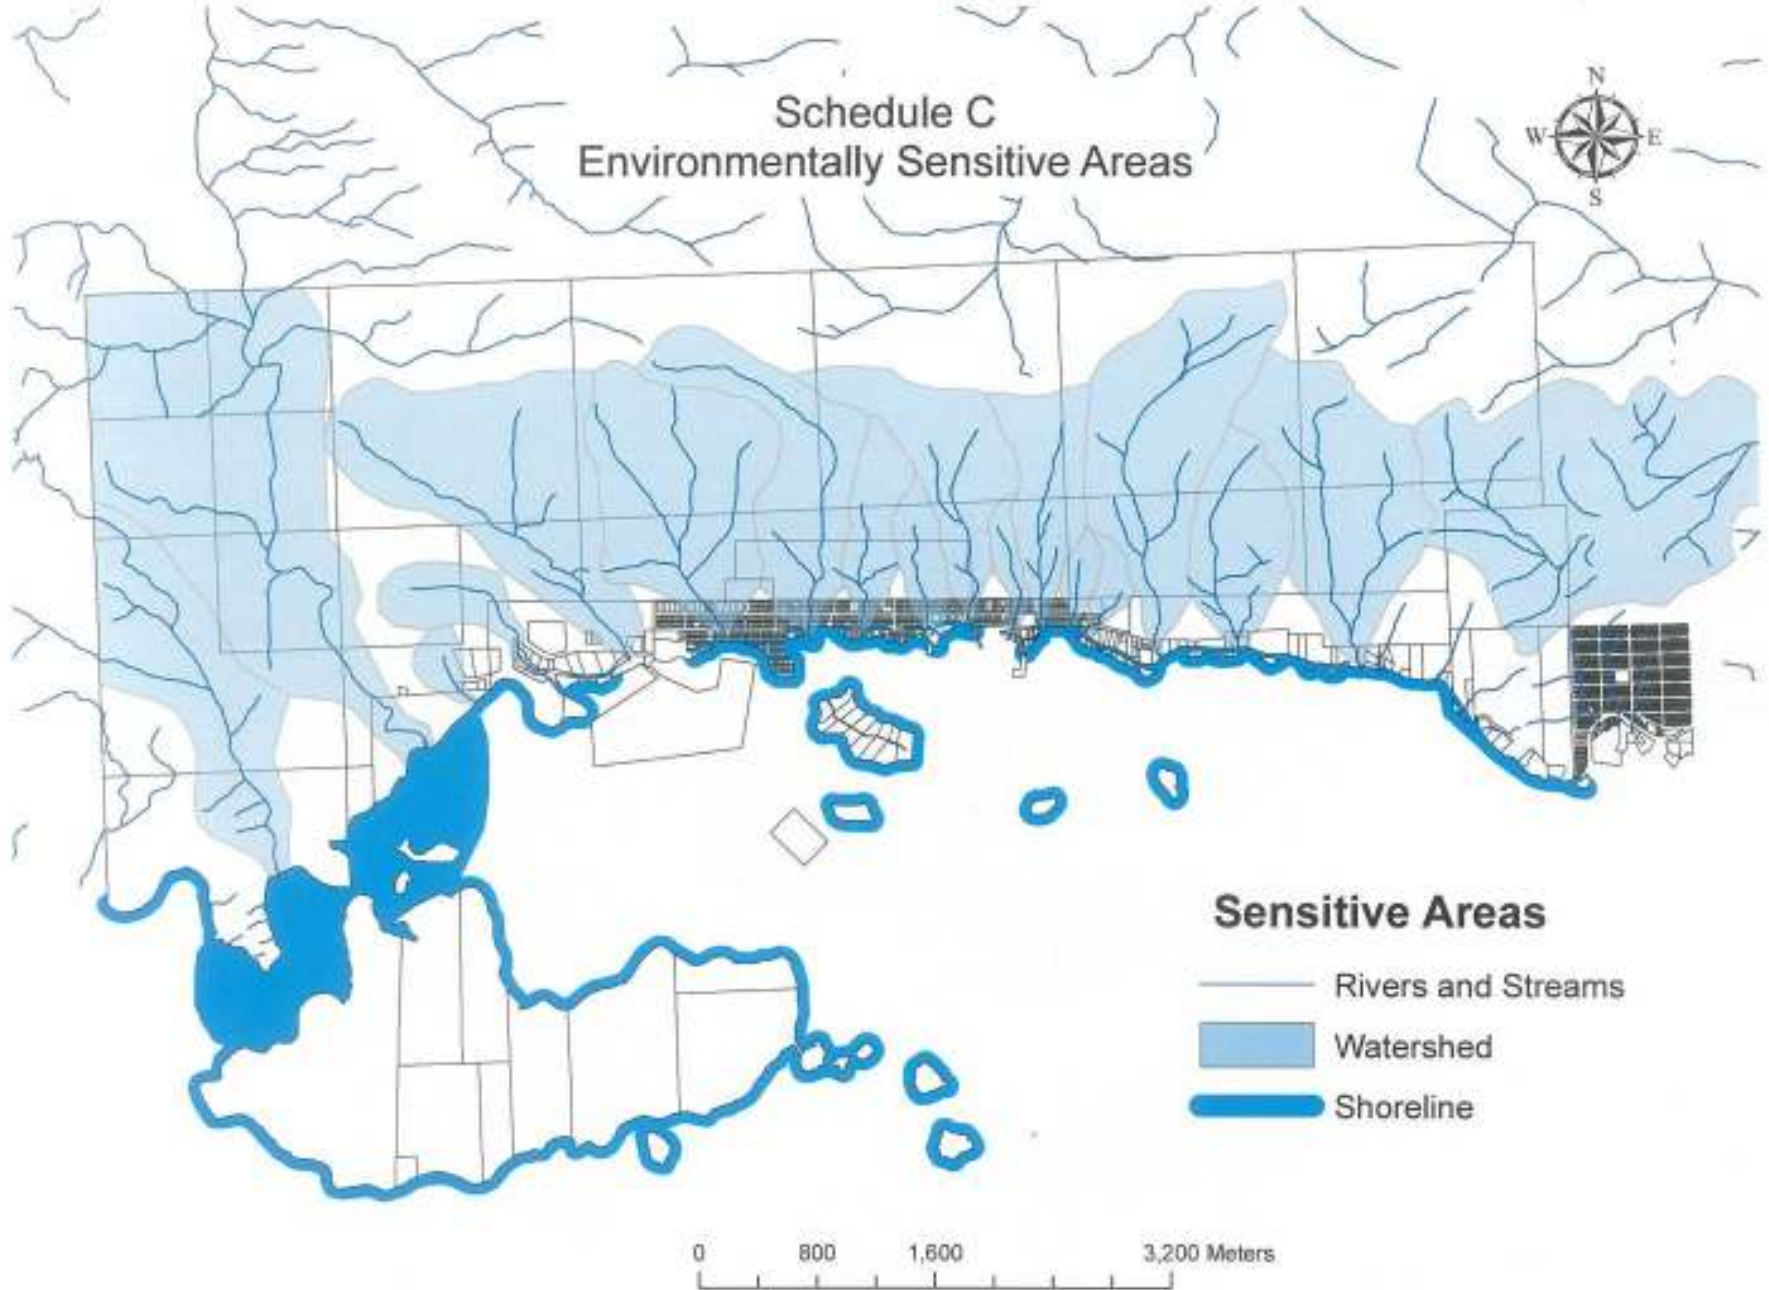 Schedule C
Environmentally Sensitive Areas
N
W E
S
Sensitive Areas
Rivers and Streams
Watershed
Shoreline
0 800 1,600 3,200 Meters